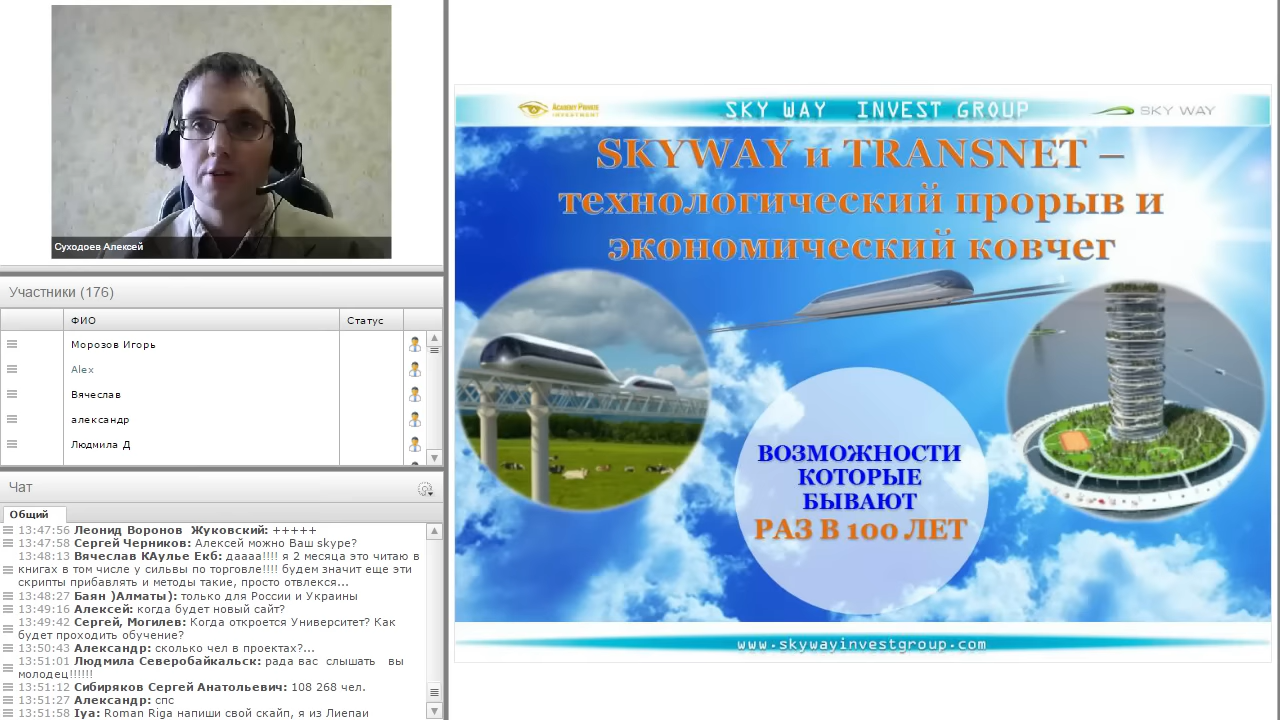 Суходоев Алексей
Участники (176)
ФИО
Статус
Морозов Игорь
Alex
Вячеслав
александр
Людмила Д
Чат
Общий
13:47:56 Леонид Воронов Жуковский: +++++
13:47:58 Сергей Черников: Алексей можно Ваш skype?
13:48:13 Вячеслав КАулье Екб: даааа!!!! я 2 месяца это читаю в
книгах в том числе у сильвы по торговле!!!! будем значит еще эти
скрипты прибавлять и методы такие, просто отвлекся...
13:48:27 Баян )Алматы): только для России и Украины
13:49:16 Алексей: когда будет новый сайт?
13:49:42 Сергей, Могилев: Когда откроется Университет? Как
будет проходить обучение?
13:50:43 Александр: сколько чел в проектах?...
13:51:01 Людмила Северобайкальск: рада вас слышать вы
молодец!!!!!!
13:51:12 Сибиряков Сергей Анатольевич: 108 268 чел.
13:51:27 Александр: спс
13:51:58 Iya: Roman Riga напиши свой скайп, я из Лиепаи
ACADEMY PRIVATE
INVESTMENT
SKY WAY INVEST GROUP
SKY WAY
SKYWAY и TRANSNET –
технологический прорыв и
экономический ковчег
ВОЗМОЖНОСТИ
КОТОРЫЕ
БЫВАЮТ
РАЗ В 100 ЛЕТ
www.skywayinvestgroup.com